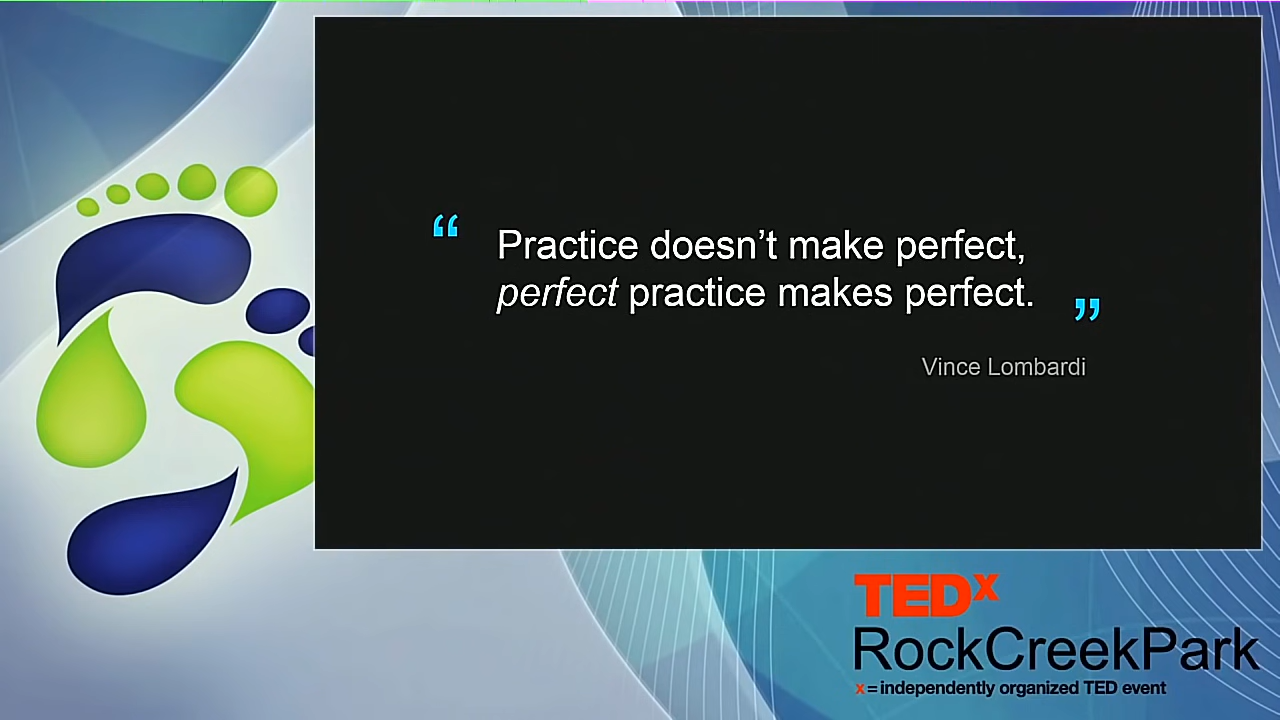 “ Practice doesn’t make perfect,
perfect practice makes perfect. ”
Vince Lombardi
TEDx
RockCreekPark
x=independently organized TED event